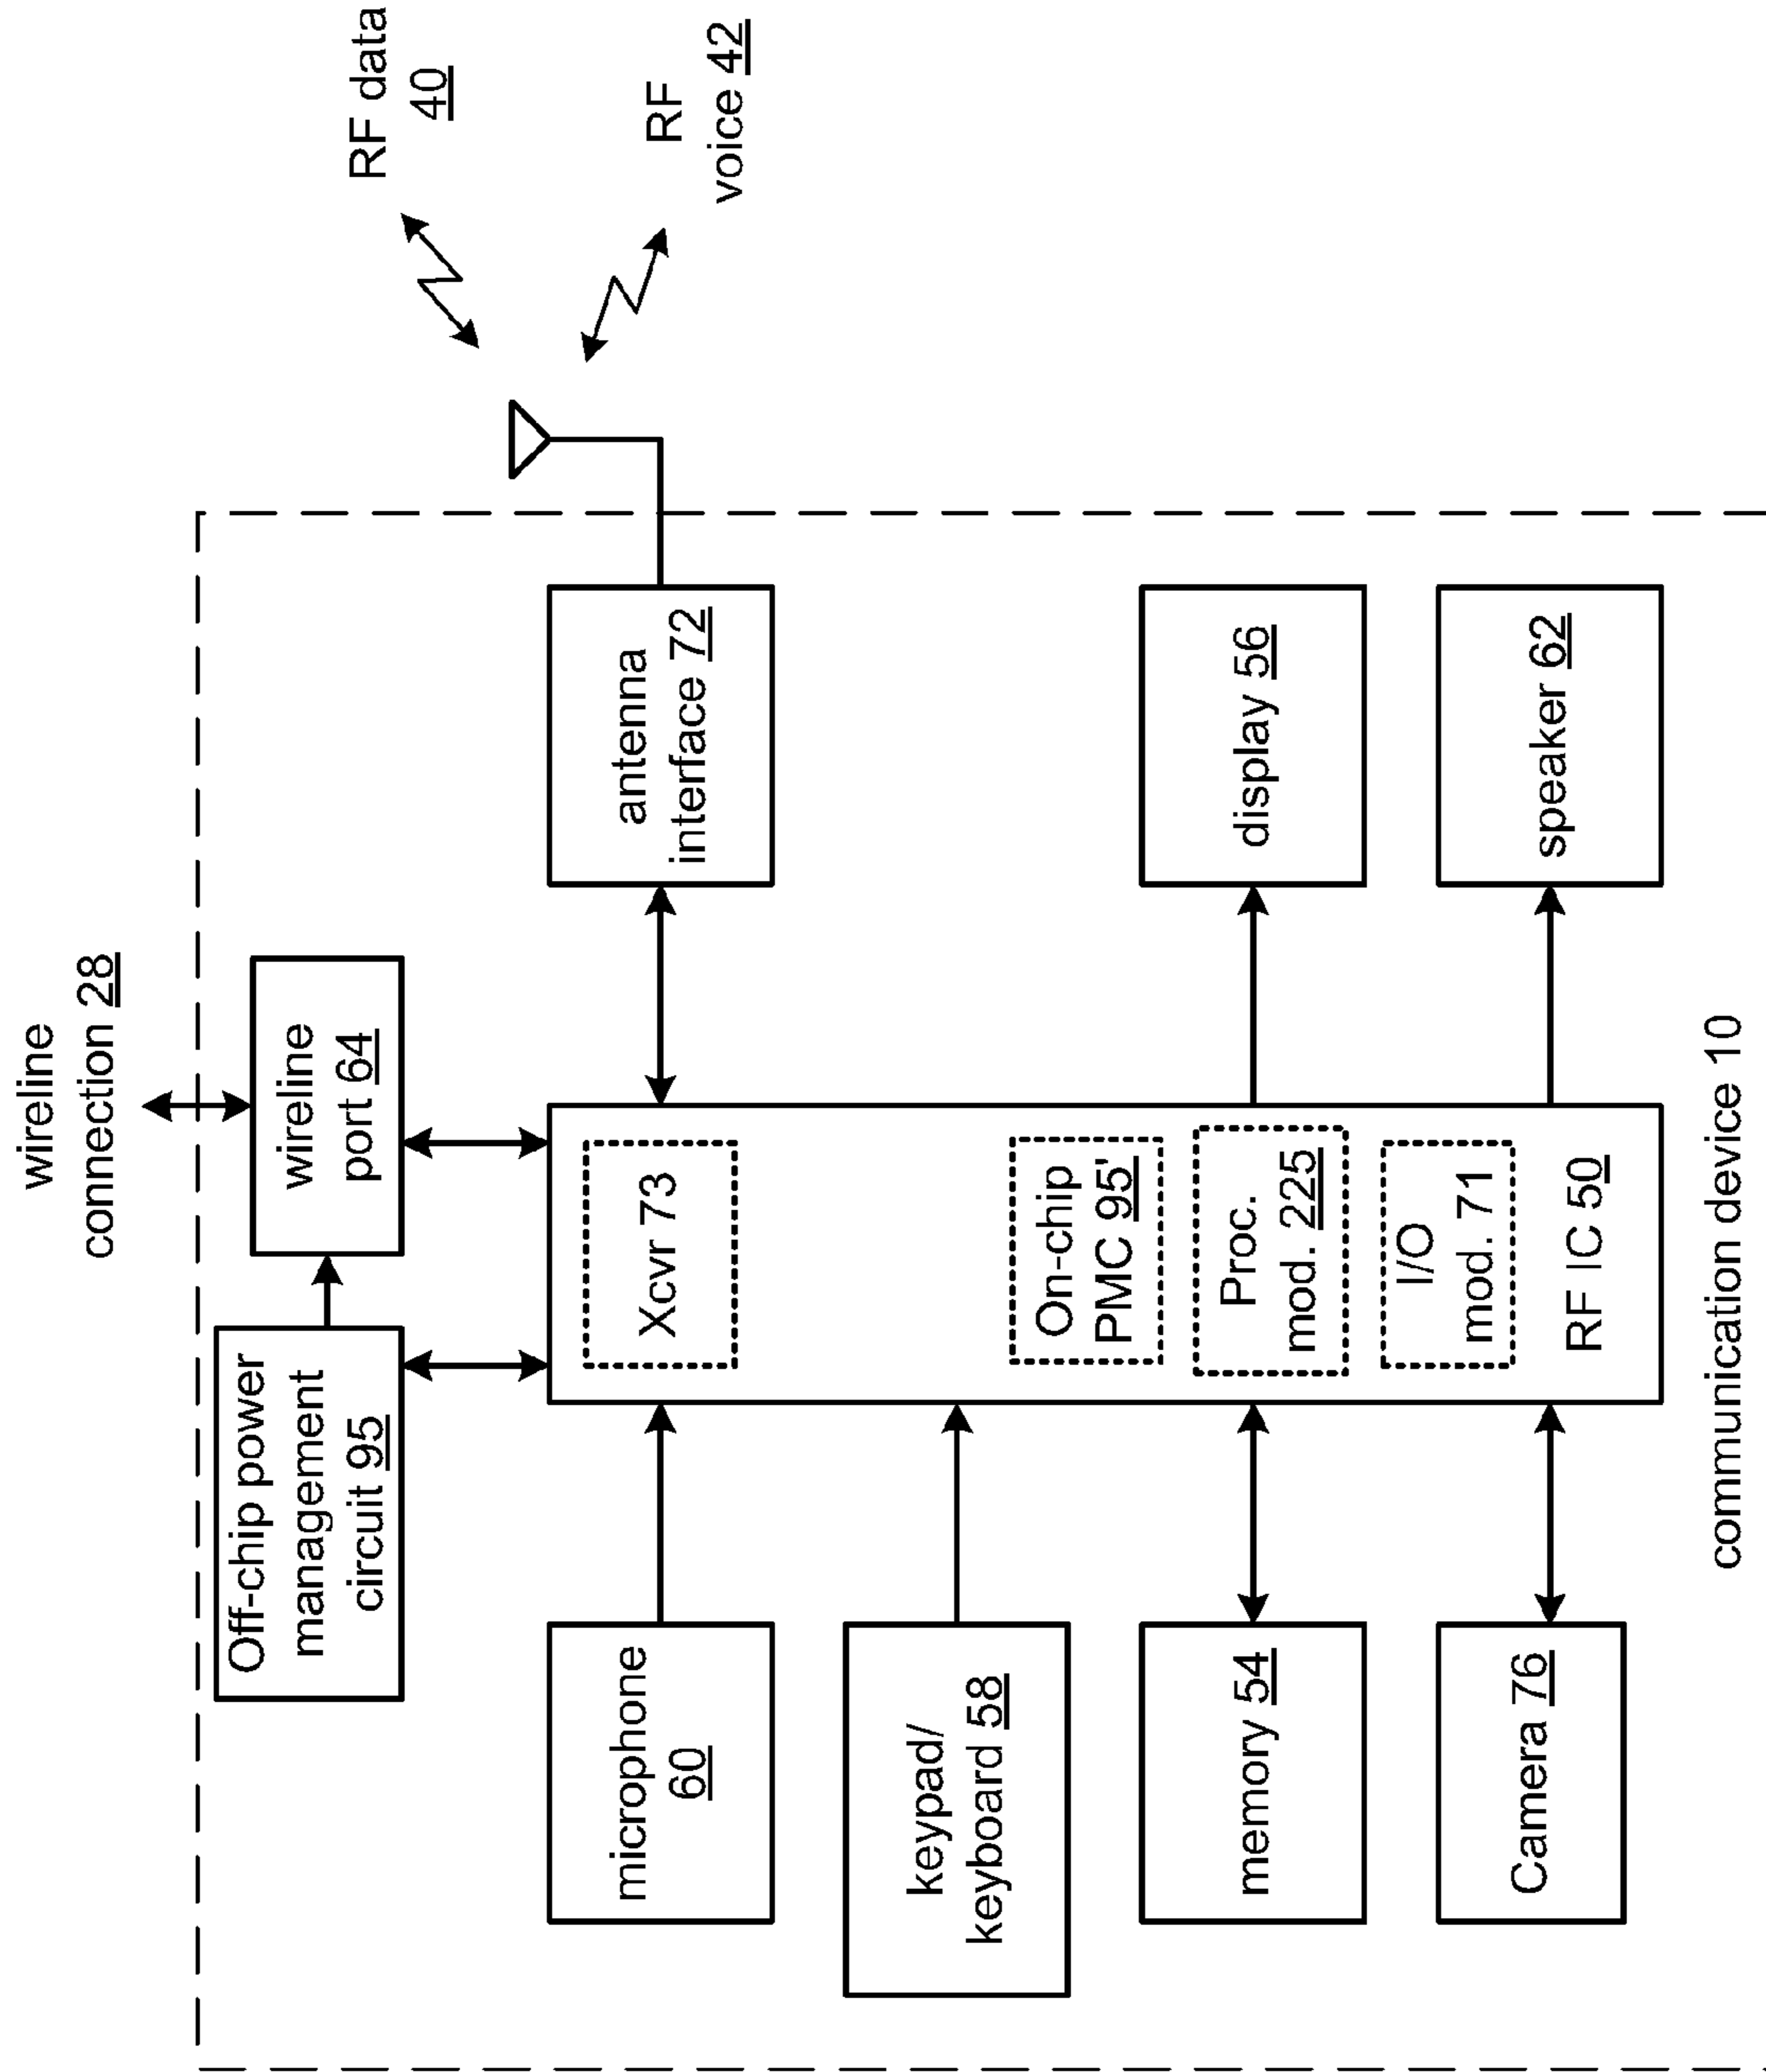 wireline
connection 28
RF data
40
RF
voice 42
Off-chip power
management
circuit 95
wireline
port 64
microphone
60
Xcvr 73
antenna
interface 72
keypad/
keyboard 58
On-chip
PMC 95'
memory 54
Proc.
mod. 225
display 56
Camera 76
I/O
mod. 71
RF IC 50
speaker 62
communication device 10